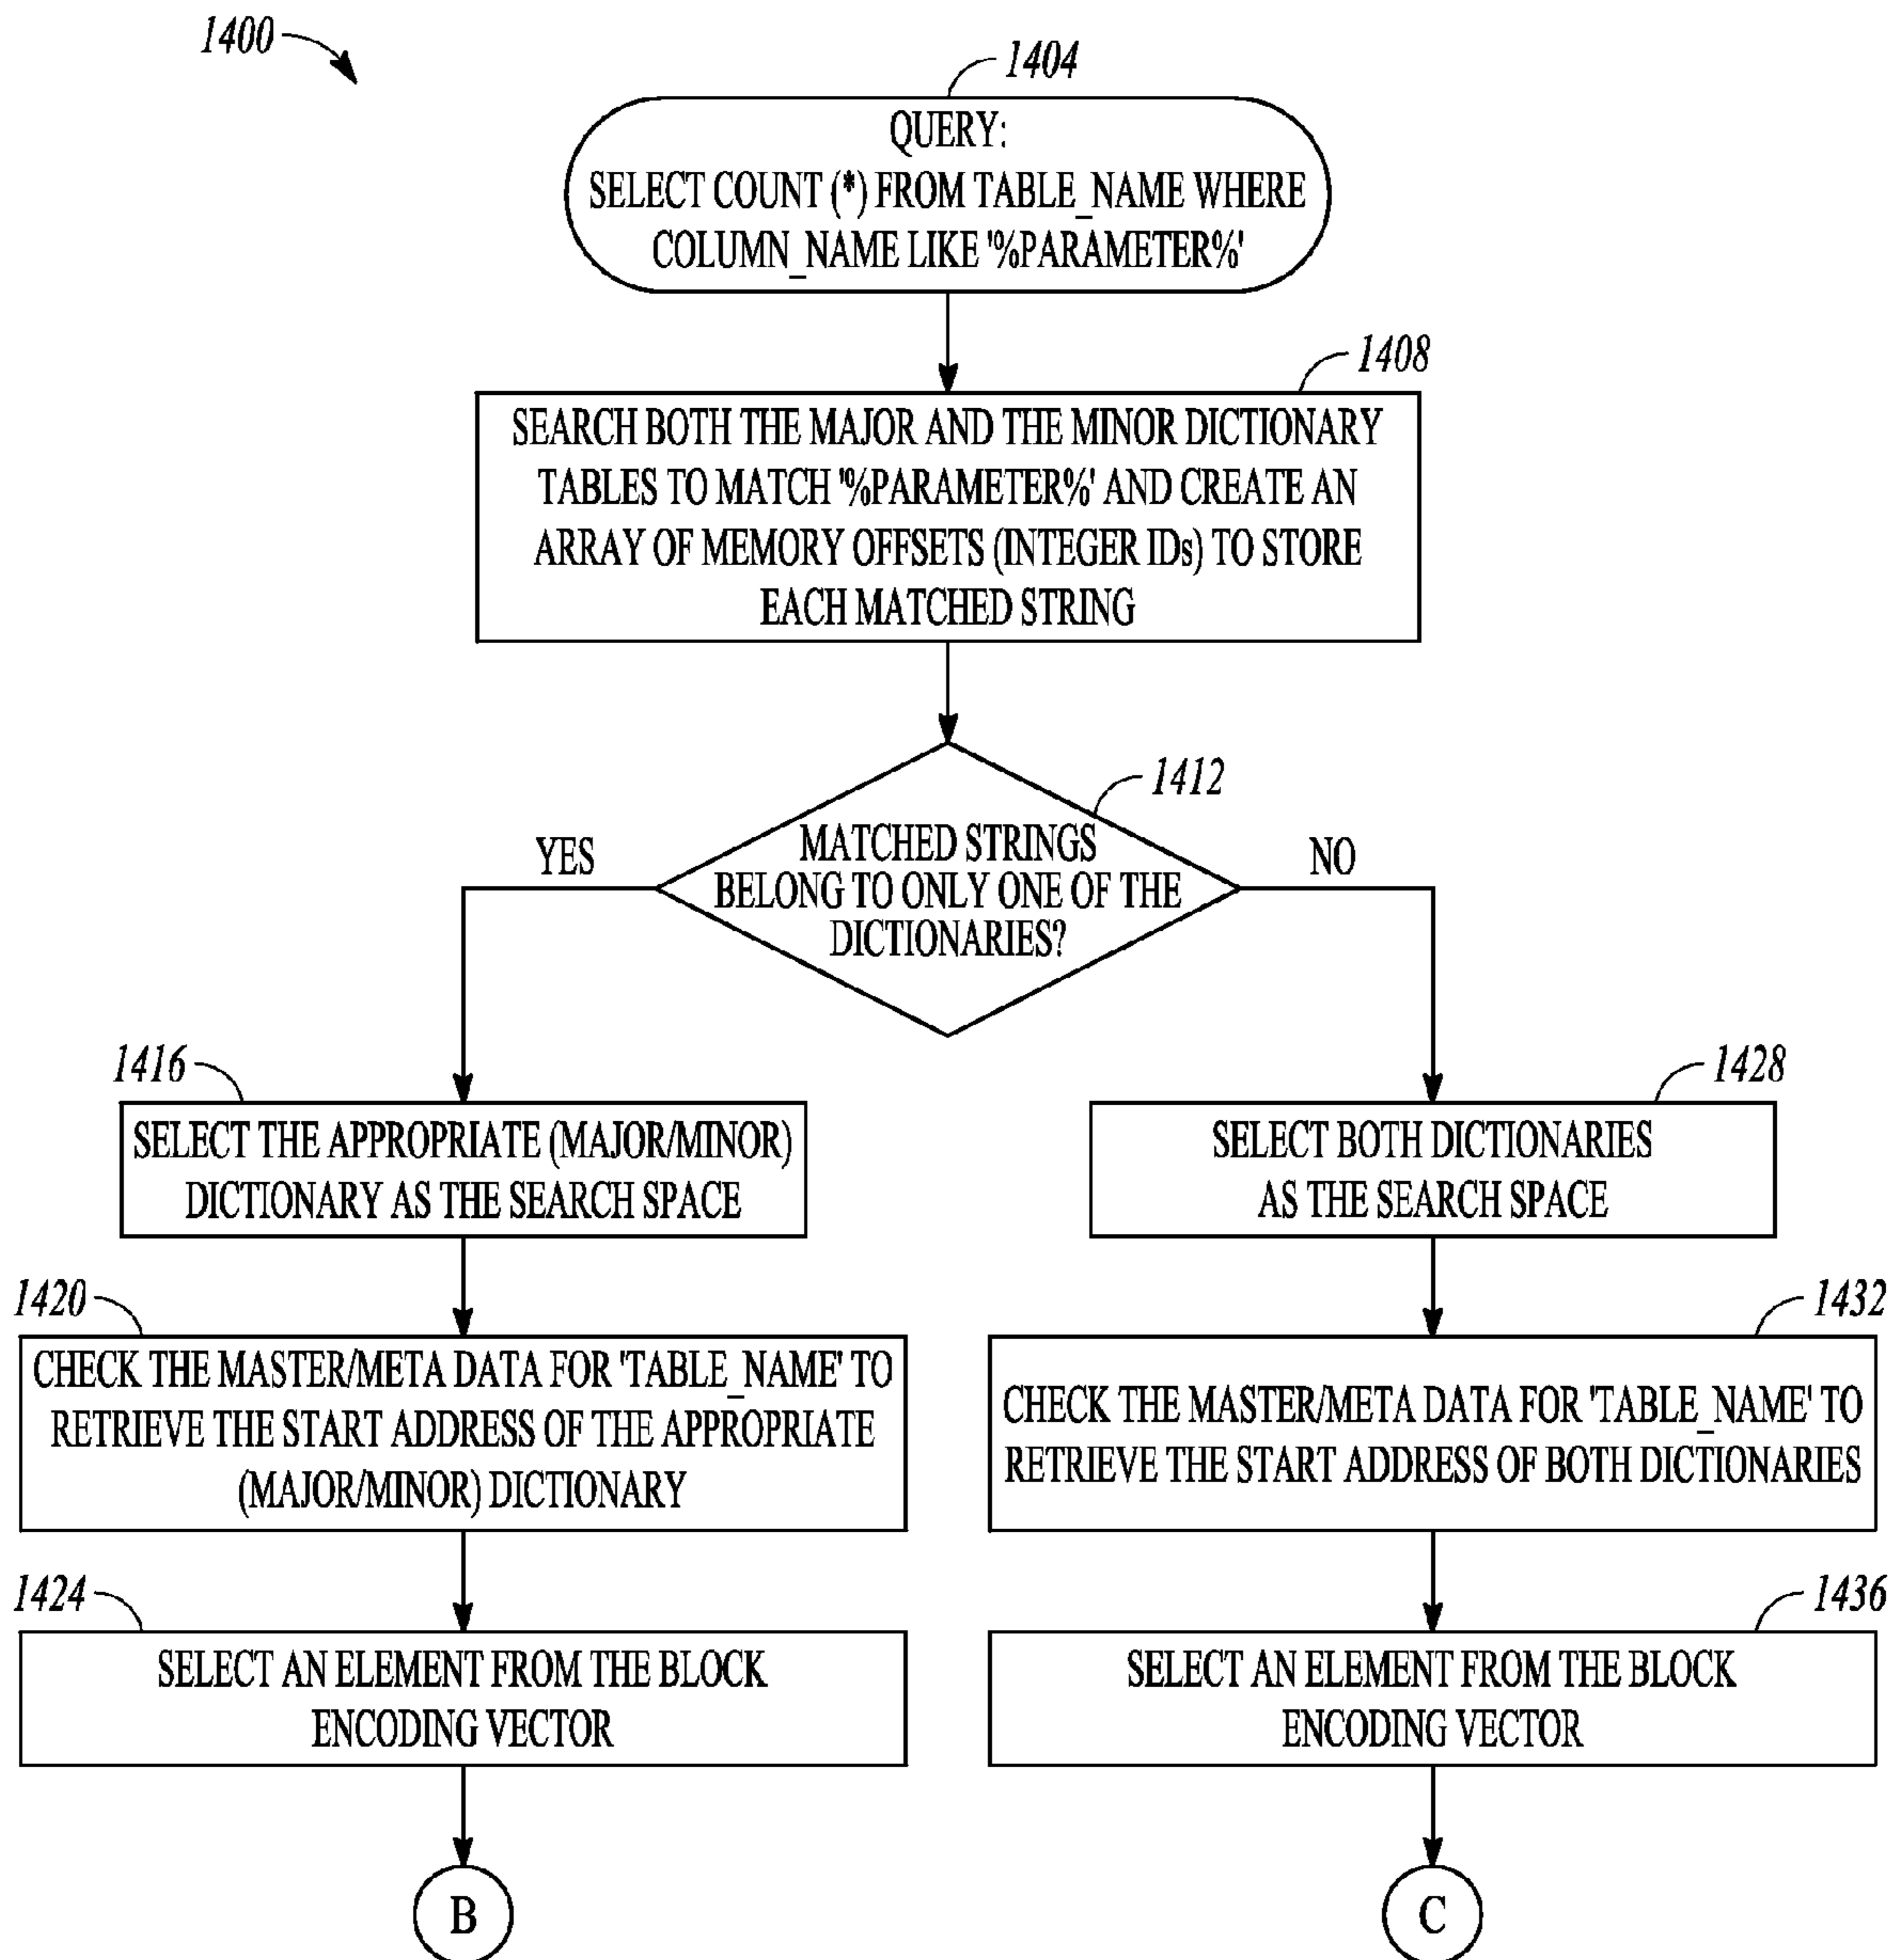 1400
1404
QUERY:
SELECT COUNT (*) FROM TABLE_NAME WHERE
COLUMN_NAME LIKE '%PARAMETER%'
1408
SEARCH BOTH THE MAJOR AND THE MINOR DICTIONARY
TABLES TO MATCH '%PARAMETER%' AND CREATE AN
ARRAY OF MEMORY OFFSETS (INTEGER IDs) TO STORE
EACH MATCHED STRING
1412
MATCHED STRINGS
BELONG TO ONLY ONE OF THE
DICTIONARIES?
YES
NO
1416
SELECT THE APPROPRIATE (MAJOR/MINOR)
DICTIONARY AS THE SEARCH SPACE
1428
SELECT BOTH DICTIONARIES
AS THE SEARCH SPACE
1420
CHECK THE MASTER/META DATA FOR 'TABLE_NAME' TO
RETRIEVE THE START ADDRESS OF THE APPROPRIATE
(MAJOR/MINOR) DICTIONARY
1432
CHECK THE MASTER/META DATA FOR 'TABLE_NAME' TO
RETRIEVE THE START ADDRESS OF BOTH DICTIONARIES
1424
SELECT AN ELEMENT FROM THE BLOCK
ENCODING VECTOR
1436
SELECT AN ELEMENT FROM THE BLOCK
ENCODING VECTOR
B
C